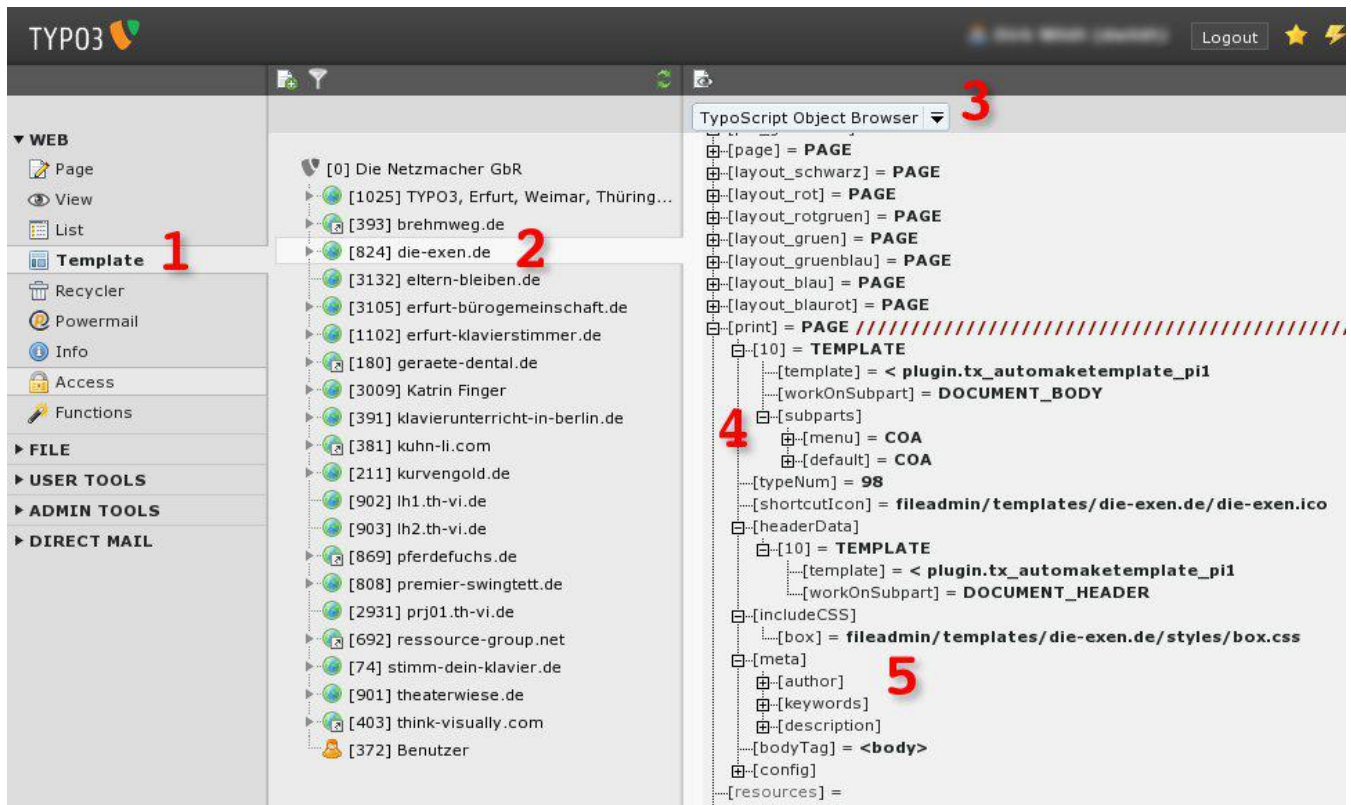 TYPO3
Logout
TypoScript Object Browser
3
WEB
Page
View
List
Template
1
Recycler
Powermail
Info
Access
Functions
FILE
USER TOOLS
ADMIN TOOLS
DIRECT MAIL
[0] Die Netzmacher GbR
[1025] TYPO3, Erfurt, Weimar, Thüring...
[393] brehmweg.de
[824] die-exen.de
2
[3132] eltern-bleiben.de
[3105] erfurt-bürogemeinschaft.de
[1102] erfurt-klavierstimmer.de
[180] geraete-dental.de
[3009] Katrin Finger
[391] klavierunterricht-in-berlin.de
[381] kuhn-li.com
[211] kurvengold.de
[902] lh1.th-vi.de
[903] lh2.th-vi.de
[869] pferdefuchs.de
[808] premier-swingtett.de
[2931] prj01.th-vi.de
[692] ressource-group.net
[74] stimm-dein-klavier.de
[901] theaterwiese.de
[403] think-visually.com
[372] Benutzer
[page] = PAGE
[layout_schwarz] = PAGE
[layout_rot] = PAGE
[layout_rotgruen] = PAGE
[layout_gruen] = PAGE
[layout_gruenblau] = PAGE
[layout_blau] = PAGE
[layout_blaurot] = PAGE
[print] = PAGE ////////////////////////////////////////////
[10] = TEMPLATE
[template] = < plugin.tx_automaketemplate_pi1
[workOnSubpart] = DOCUMENT_BODY
[subparts]
4
[menu] = COA
[default] = COA
[typeNum] = 98
[shortcutIcon] = fileadmin/templates/die-exen.de/die-exen.ico
[headerData]
[10] = TEMPLATE
[template] = < plugin.tx_automaketemplate_pi1
[workOnSubpart] = DOCUMENT_HEADER
[includeCSS]
[box] = fileadmin/templates/die-exen.de/styles/box.css
[meta]
5
[author]
[keywords]
[description]
[bodyTag] = <body>
[config]
[resources] =